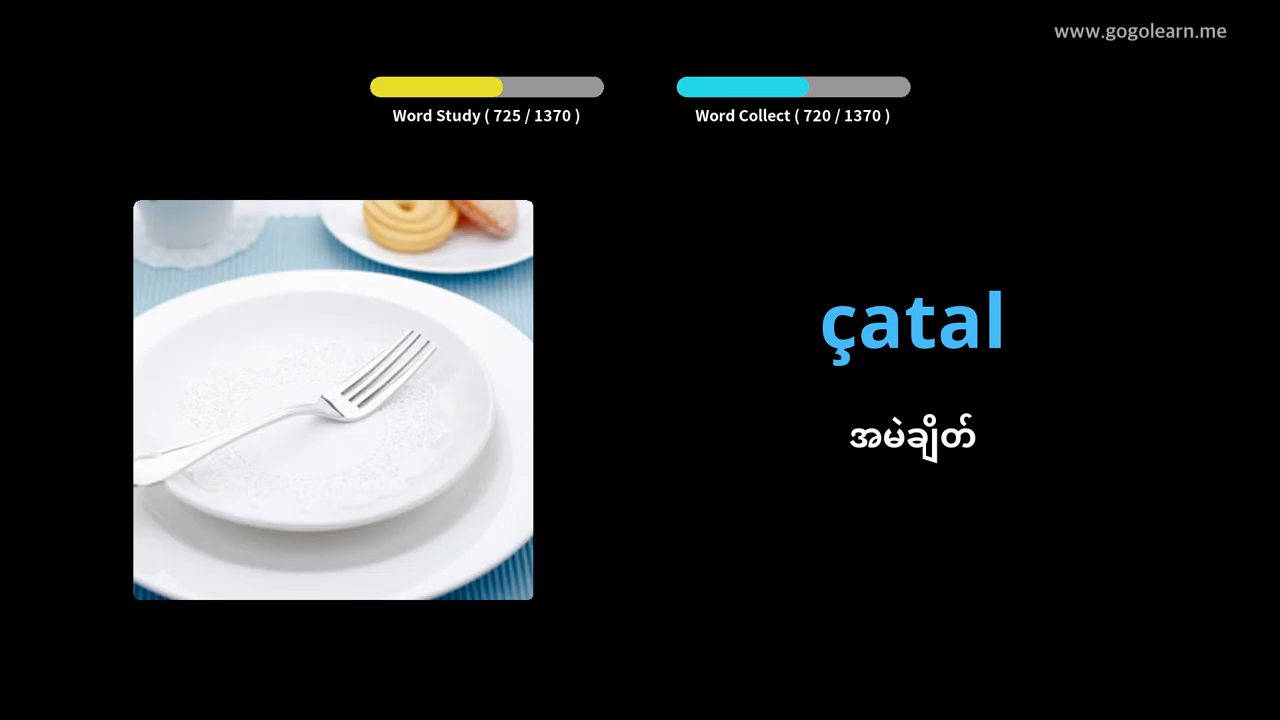 www.gogolearn.me
Word Study ( 725 / 1370 )
Word Collect ( 720 / 1370 )
çatal
အမဲချိတ်